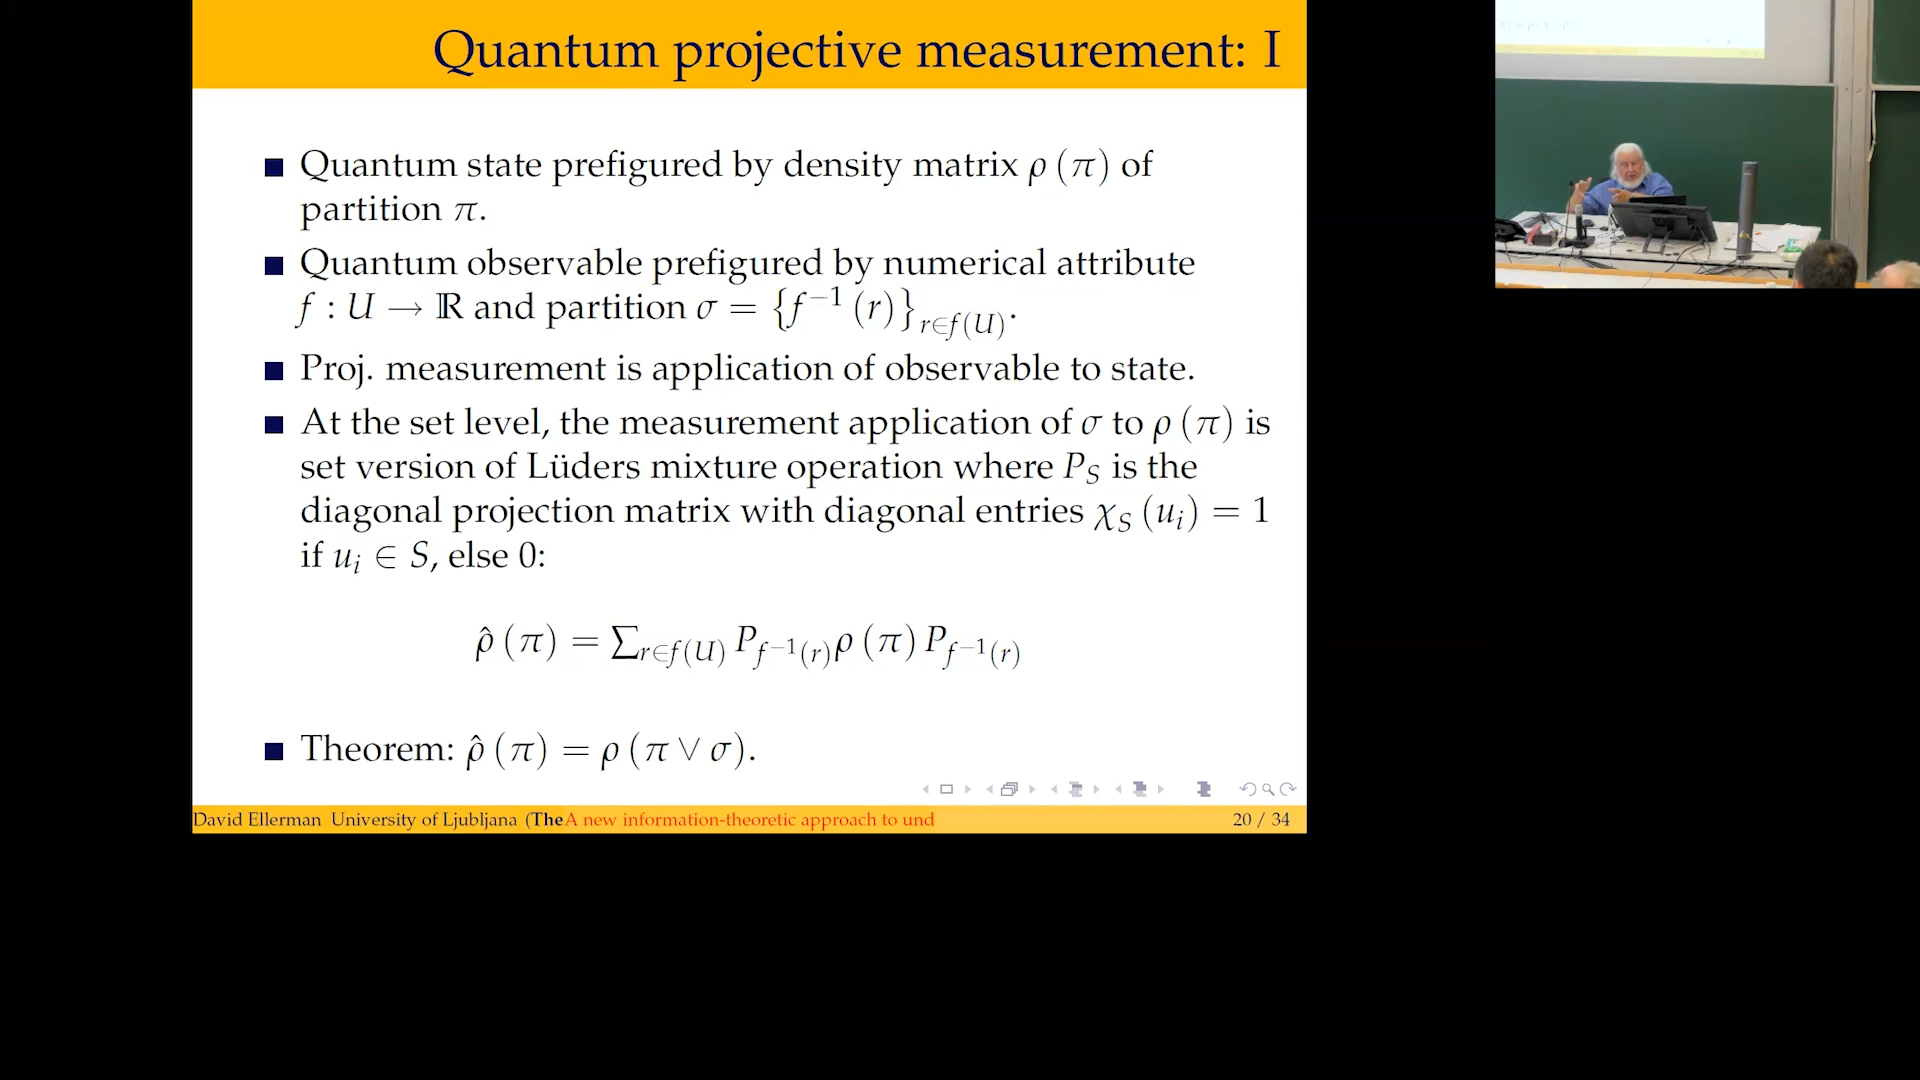 Quantum projective measurement: I
Quantum state prefigured by density matrix ρ (π) of
partition π.
Quantum observable prefigured by numerical attribute
f : U → ℝ and partition σ = {f⁻¹ (r)}_{r∈f(U)}.
Proj. measurement is application of observable to state.
At the set level, the measurement application of σ to ρ (π) is
set version of Lüders mixture operation where P_S is the
diagonal projection matrix with diagonal entries χ_S (u_i) = 1
if u_i ∈ S, else 0:
ρ̂ (π) = ∑_{r∈f(U)} P_{f⁻¹(r)} ρ (π) P_{f⁻¹(r)}
Theorem: ρ̂ (π) = ρ (π ∨ σ).
David Ellerman University of Ljubljana (The A new information-theoretic approach to und 20 / 34